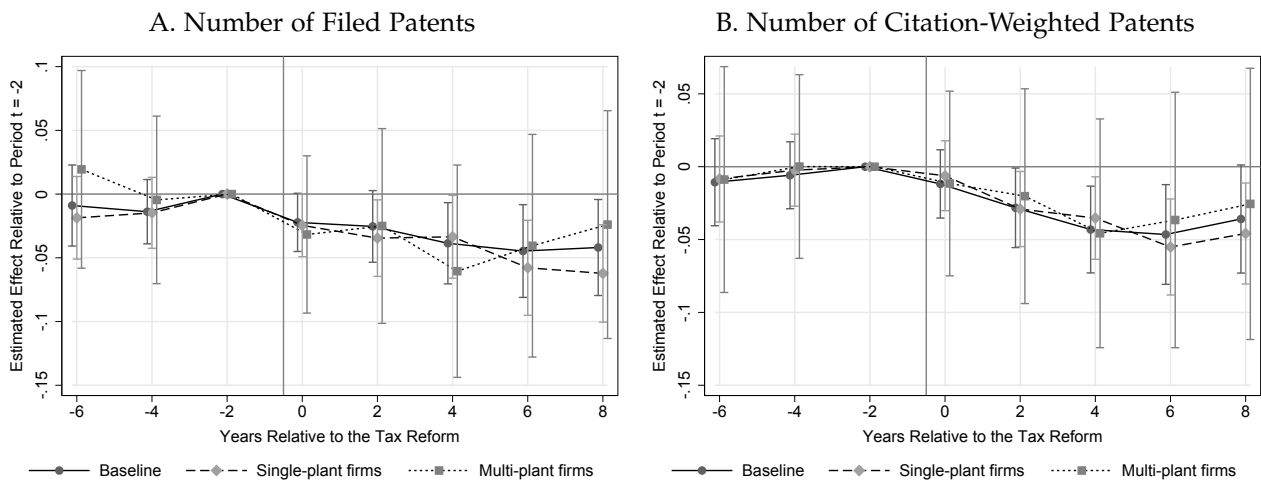 A. Number of Filed Patents
Estimated Effect Relative to Period t = -2
.1
.05
0
-.05
-.1
-.15
-6 -4 -2 0 2 4 6 8
Years Relative to the Tax Reform
Baseline Single-plant firms Multi-plant firms
B. Number of Citation-Weighted Patents
Estimated Effect Relative to Period t = -2
.05
0
-.05
-.1
-.15
-6 -4 -2 0 2 4 6 8
Years Relative to the Tax Reform
Baseline Single-plant firms Multi-plant firms